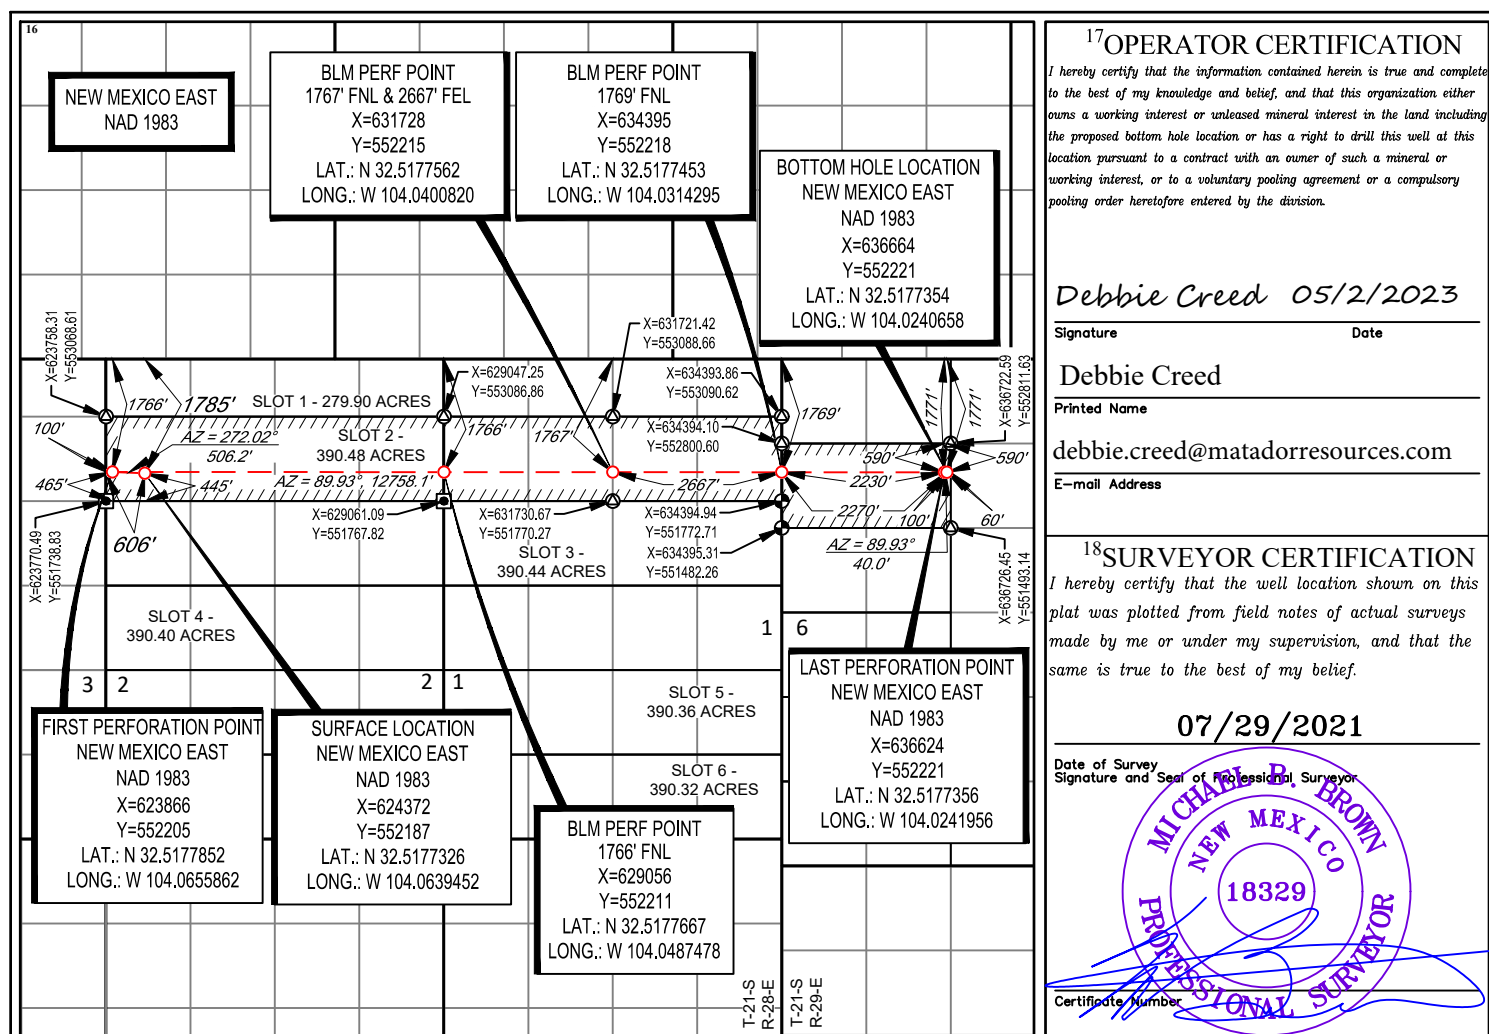 16
NEW MEXICO EAST
NAD 1983
BLM PERF POINT
1767' FNL & 2667' FEL
X=631728
Y=552215
LAT.: N 32.5177562
LONG.: W 104.0400820
BLM PERF POINT
1769' FNL
X=634395
Y=552218
LAT.: N 32.5177453
LONG.: W 104.0314295
BOTTOM HOLE LOCATION
NEW MEXICO EAST
NAD 1983
X=636664
Y=552221
LAT.: N 32.5177354
LONG.: W 104.0240658
X=623758.31
Y=553068.61
X=629047.25
Y=553086.86
X=631721.42
Y=553088.66
X=634393.86
Y=553090.62
X=636722.59
Y=552811.63
1766'
1785'
SLOT 1 - 279.90 ACRES
1766'
1767'
1769'
1771'
1771'
100'
AZ = 272.02°
506.2'
SLOT 2 -
390.48 ACRES
X=634394.10
Y=552800.60
590'
590'
465'
445'
AZ = 89.93°, 12758.1'
2667'
2230'
2270'
100'
60'
606'
X=623770.49
Y=551738.83
X=629061.09
Y=551767.82
X=631730.67
Y=551770.27
X=634394.94
Y=551772.71
X=634395.31
Y=551482.26
AZ = 89.93°
40.0'
X=636726.45
Y=551493.14
SLOT 3 -
390.44 ACRES
SLOT 4 -
390.40 ACRES
1 6
3 2
2 1
SLOT 5 -
390.36 ACRES
SLOT 6 -
390.32 ACRES
FIRST PERFORATION POINT
NEW MEXICO EAST
NAD 1983
X=623866
Y=552205
LAT.: N 32.5177852
LONG.: W 104.0655862
SURFACE LOCATION
NEW MEXICO EAST
NAD 1983
X=624372
Y=552187
LAT.: N 32.5177326
LONG.: W 104.0639452
BLM PERF POINT
1766' FNL
X=629056
Y=552211
LAT.: N 32.5177667
LONG.: W 104.0487478
LAST PERFORATION POINT
NEW MEXICO EAST
NAD 1983
X=636624
Y=552221
LAT.: N 32.5177356
LONG.: W 104.0241956
T-21-S
R-28-E
T-21-S
R-29-E
17OPERATOR CERTIFICATION
I hereby certify that the information contained herein is true and complete
to the best of my knowledge and belief, and that this organization either
owns a working interest or unleased mineral interest in the land including
the proposed bottom hole location or has a right to drill this well at this
location pursuant to a contract with an owner of such a mineral or
working interest, or to a voluntary pooling agreement or a compulsory
pooling order heretofore entered by the division.
Debbie Creed 05/2/2023
Signature Date
Debbie Creed
Printed Name
debbie.creed@matadorresources.com
E-mail Address
18SURVEYOR CERTIFICATION
I hereby certify that the well location shown on this
plat was plotted from field notes of actual surveys
made by me or under my supervision, and that the
same is true to the best of my belief.
07/29/2021
Date of Survey
Signature and Seal of Professional Surveyor
MICHAEL B. BROWN
NEW MEXICO
18329
PROFESSIONAL SURVEYOR
Certificate Number